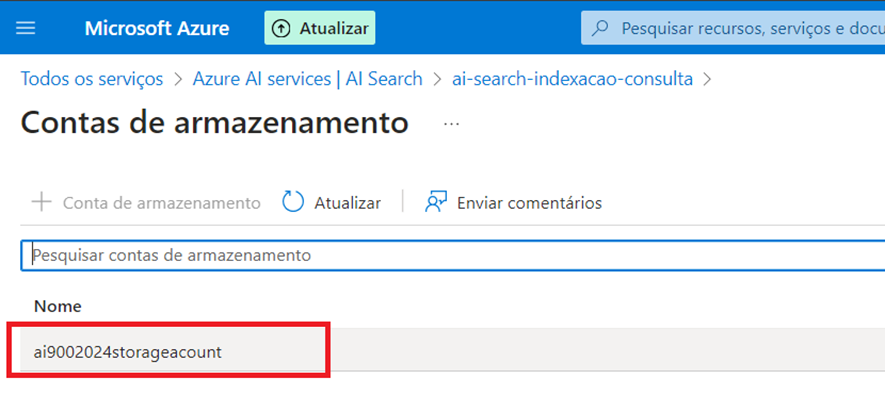 Microsoft Azure Atualizar Pesquisar recursos, serviços e docu
Todos os serviços > Azure AI services | AI Search > ai-search-indexacao-consulta >
Contas de armazenamento ...
+ Conta de armazenamento Atualizar Enviar comentários
Pesquisar contas de armazenamento
Nome
ai9002024storageacount